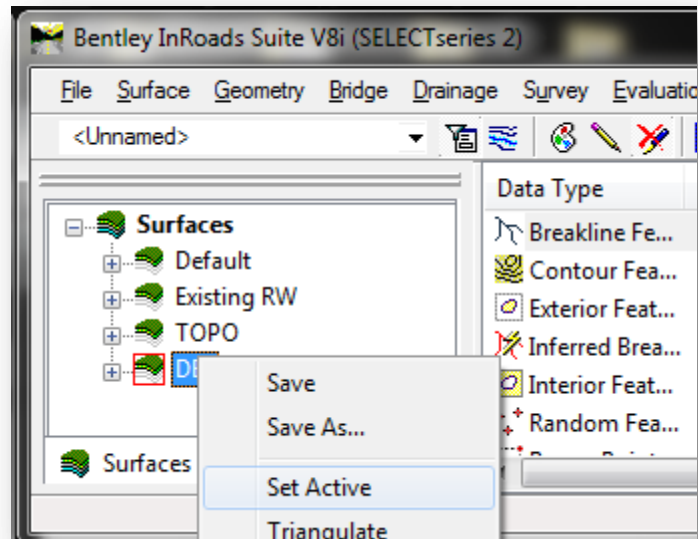 Bentley InRoads Suite V8i (SELECTseries 2)
File Surface Geometry Bridge Drainage Survey
<Unnamed>
Data Type
Surfaces
Default
Existing RW
TOPO
Breakline Fe...
Contour Fea...
Exterior Feat...
Inferred Brea...
Interior Feat...
Random Fea...
Surfaces
Save
Save As...
Set Active
Triangulate